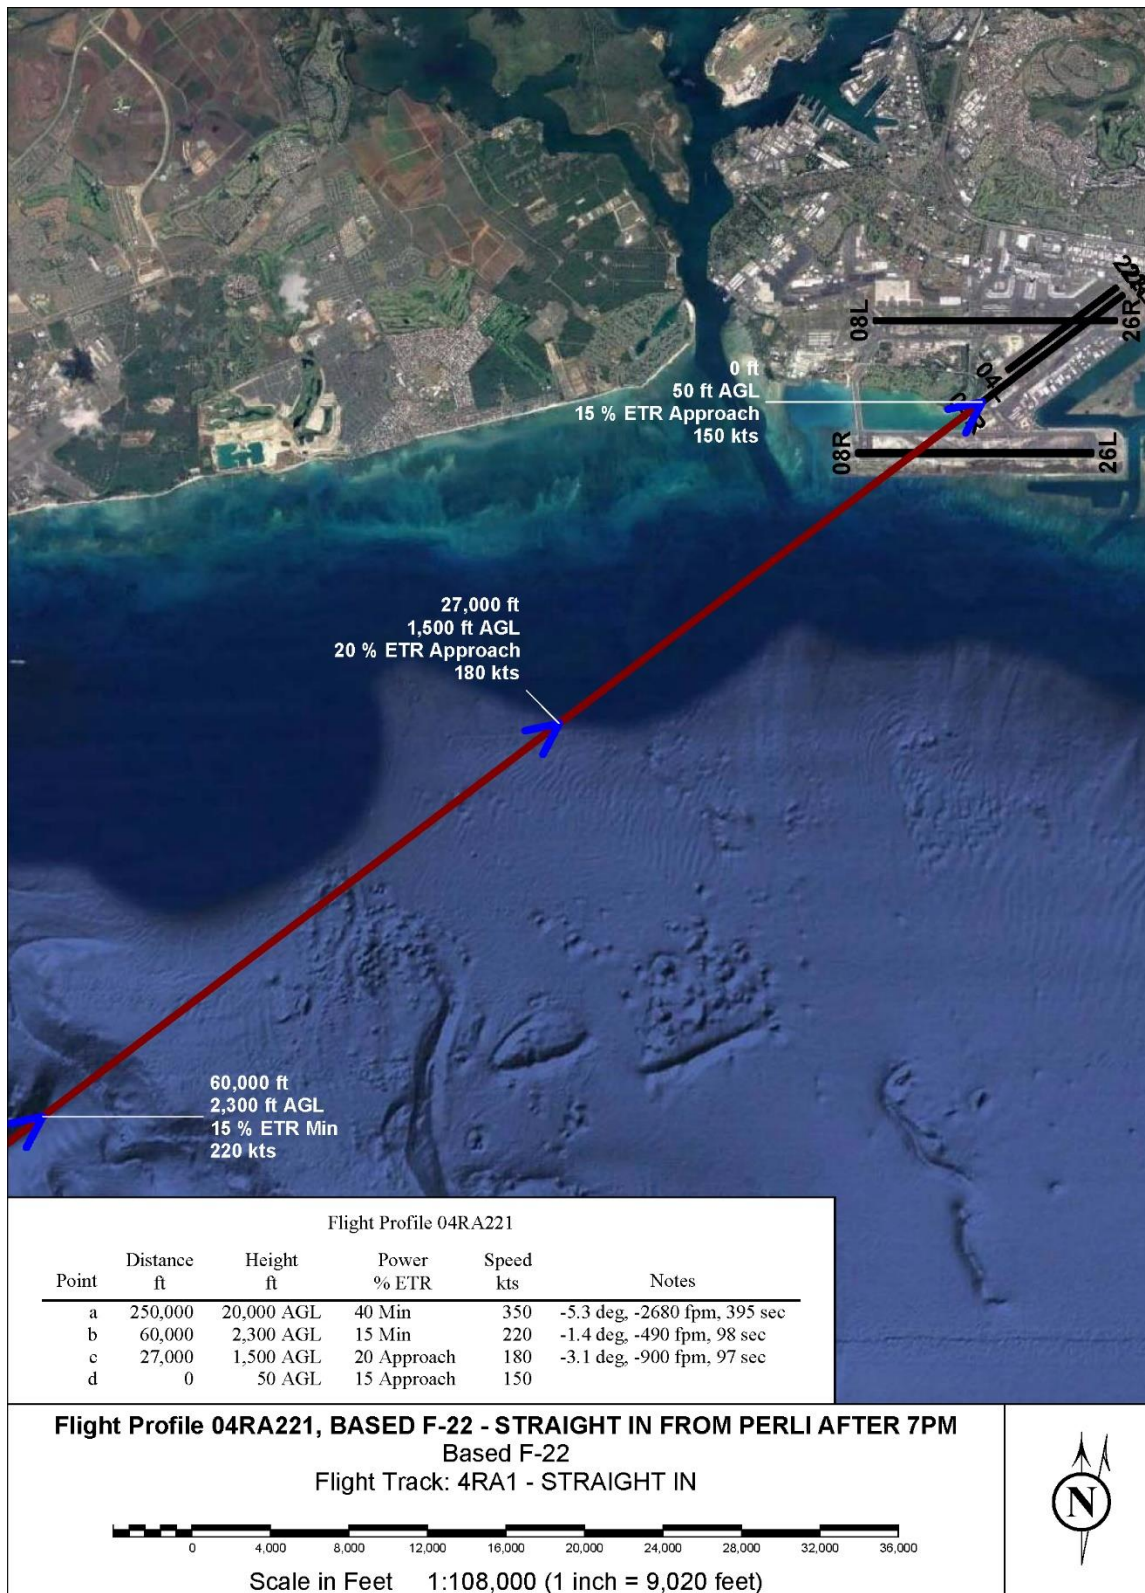 08L
26R
04L
0 ft
50 ft AGL
15 % ETR Approach
150 kts
08R
26L
27,000 ft
1,500 ft AGL
20 % ETR Approach
180 kts
60,000 ft
2,300 ft AGL
15 % ETR Min
220 kts
Flight Profile 04RA221
Point Distance ft Height ft Power % ETR Speed kts Notes
a 250,000 20,000 AGL 40 Min 350 -5.3 deg, -2680 fpm, 395 sec
b 60,000 2,300 AGL 15 Min 220 -1.4 deg, -490 fpm, 98 sec
c 27,000 1,500 AGL 20 Approach 180 -3.1 deg, -900 fpm, 97 sec
d 0 50 AGL 15 Approach 150
Flight Profile 04RA221, BASED F-22 - STRAIGHT IN FROM PERLI AFTER 7PM
Based F-22
Flight Track: 4RA1 - STRAIGHT IN
N
0 4,000 8,000 12,000 16,000 20,000 24,000 28,000 32,000 36,000
Scale in Feet 1:108,000 (1 inch = 9,020 feet)